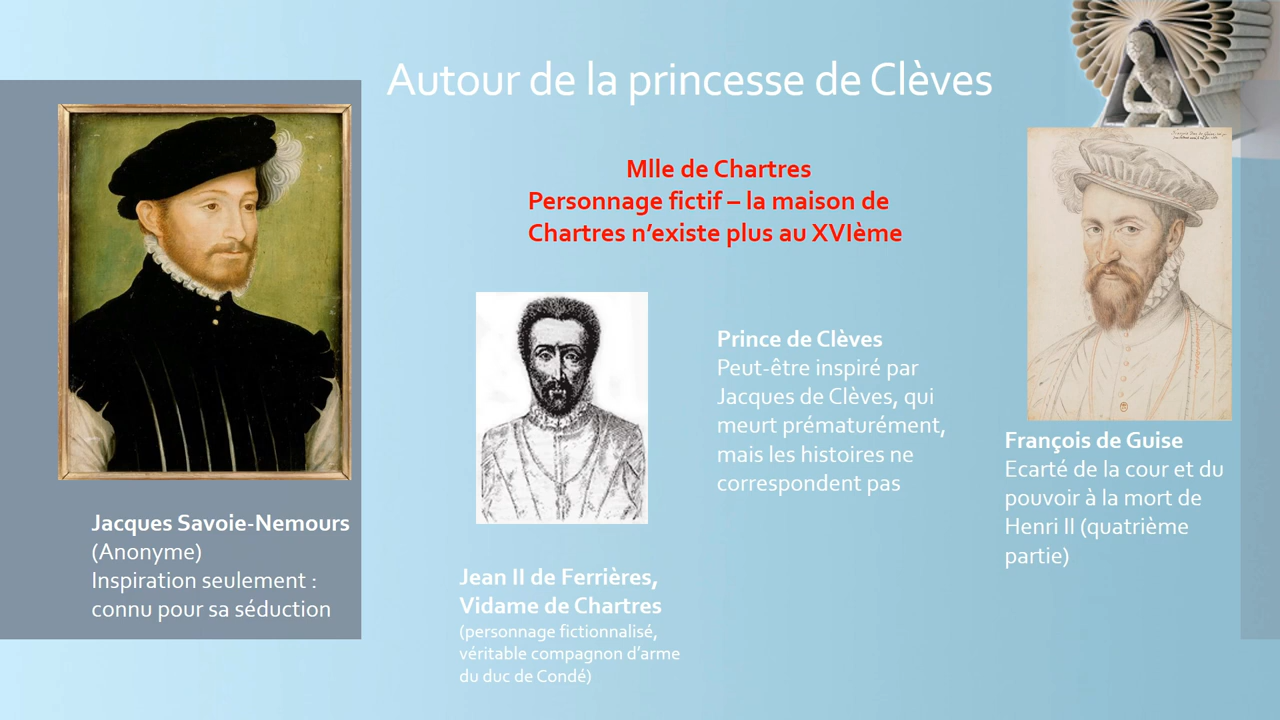 Autour de la princesse de Clèves
Mlle de Chartres
Personnage fictif – la maison de
Chartres n’existe plus au XVIème
Jacques Savoie-Nemours
(Anonyme)
Inspiration seulement :
connu pour sa séduction
Jean II de Ferrières,
Vidame de Chartres
(personnage fictionnalisé,
véritable compagnon d’arme
du duc de Condé)
Prince de Clèves
Peut-être inspiré par
Jacques de Clèves, qui
meurt prématurément,
mais les histoires ne
correspondent pas
François de Guise
Ecarté de la cour et du
pouvoir à la mort de
Henri II (quatrième
partie)